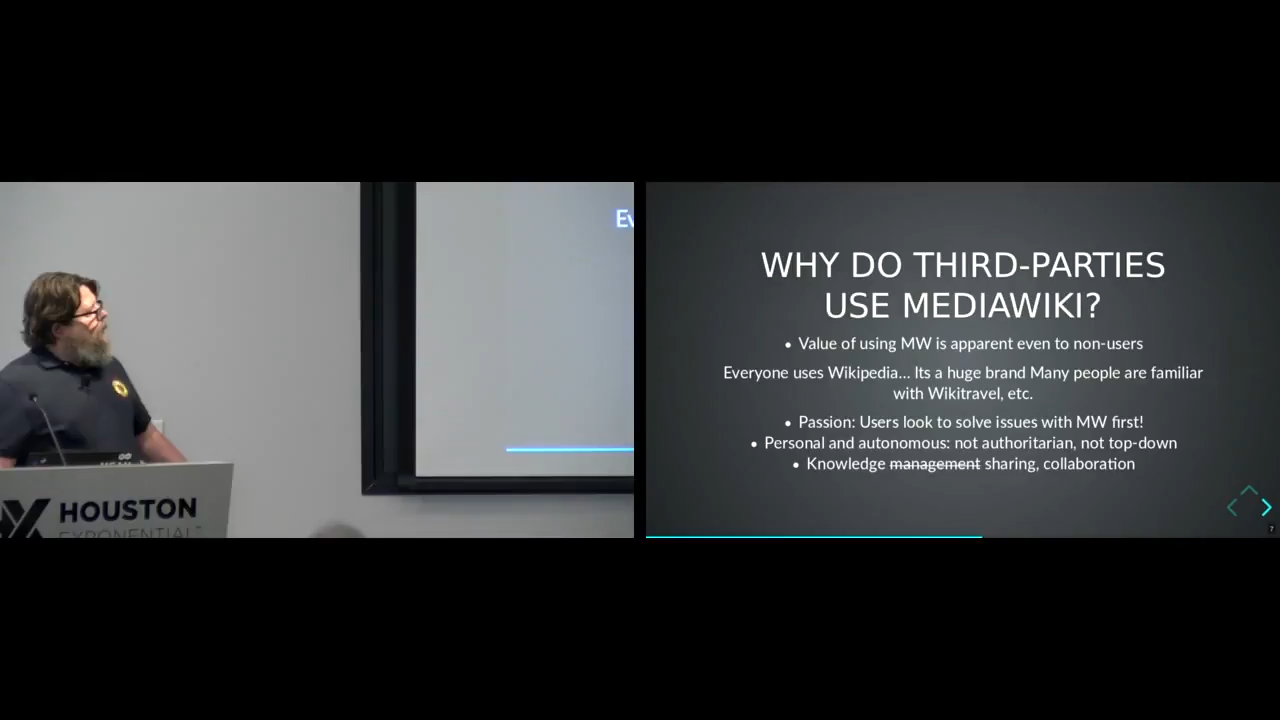 Ev
HOUSTON
EXPONENTIAL
WHY DO THIRD-PARTIES
USE MEDIAWIKI?
• Value of using MW is apparent even to non-users
Everyone uses Wikipedia... Its a huge brand Many people are familiar
with Wikitravel, etc.
• Passion: Users look to solve issues with MW first!
• Personal and autonomous: not authoritarian, not top-down
• Knowledge management sharing, collaboration
?